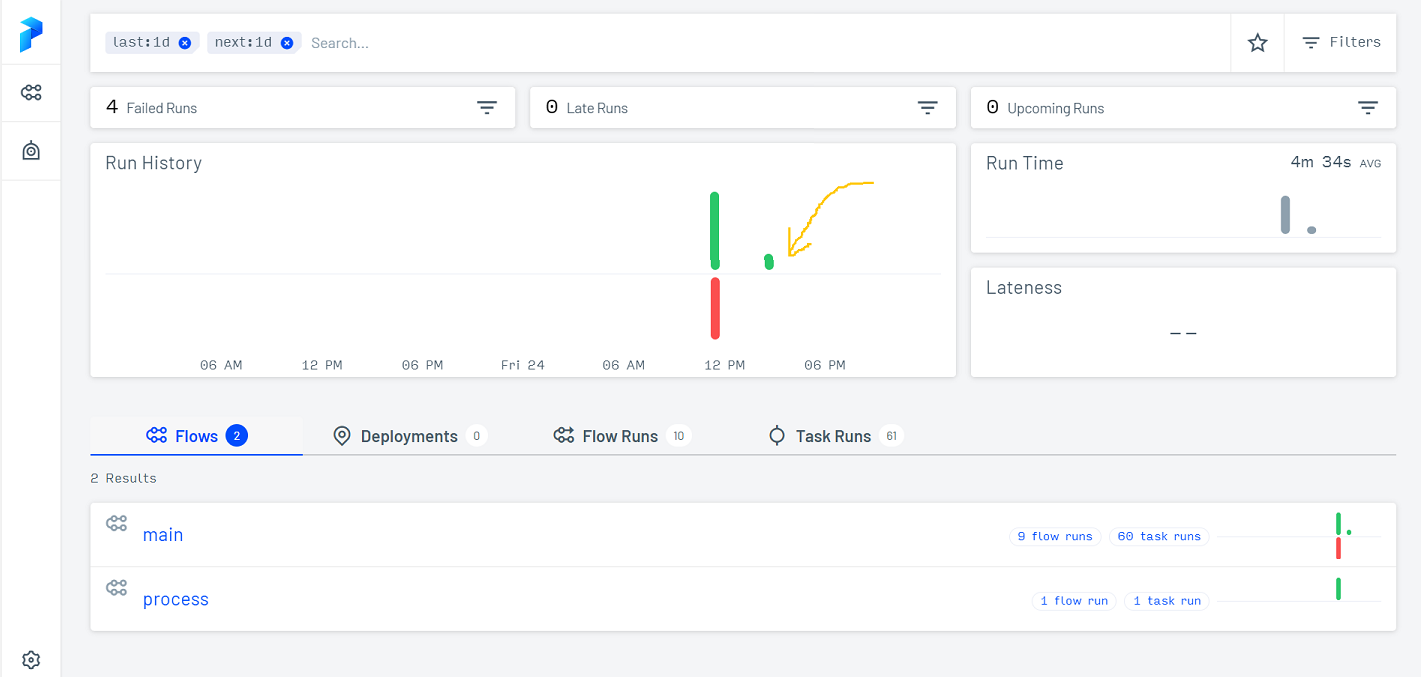 last:1d next:1d Search... Filters
4 Failed Runs 0 Late Runs 0 Upcoming Runs
Run History Run Time 4m 34s AVG
Lateness
--
06 AM 12 PM 06 PM Fri 24 06 AM 12 PM 06 PM
Flows 2 Deployments 0 Flow Runs 10 Task Runs 61
2 Results
main 9 flow runs 60 task runs
process 1 flow run 1 task run